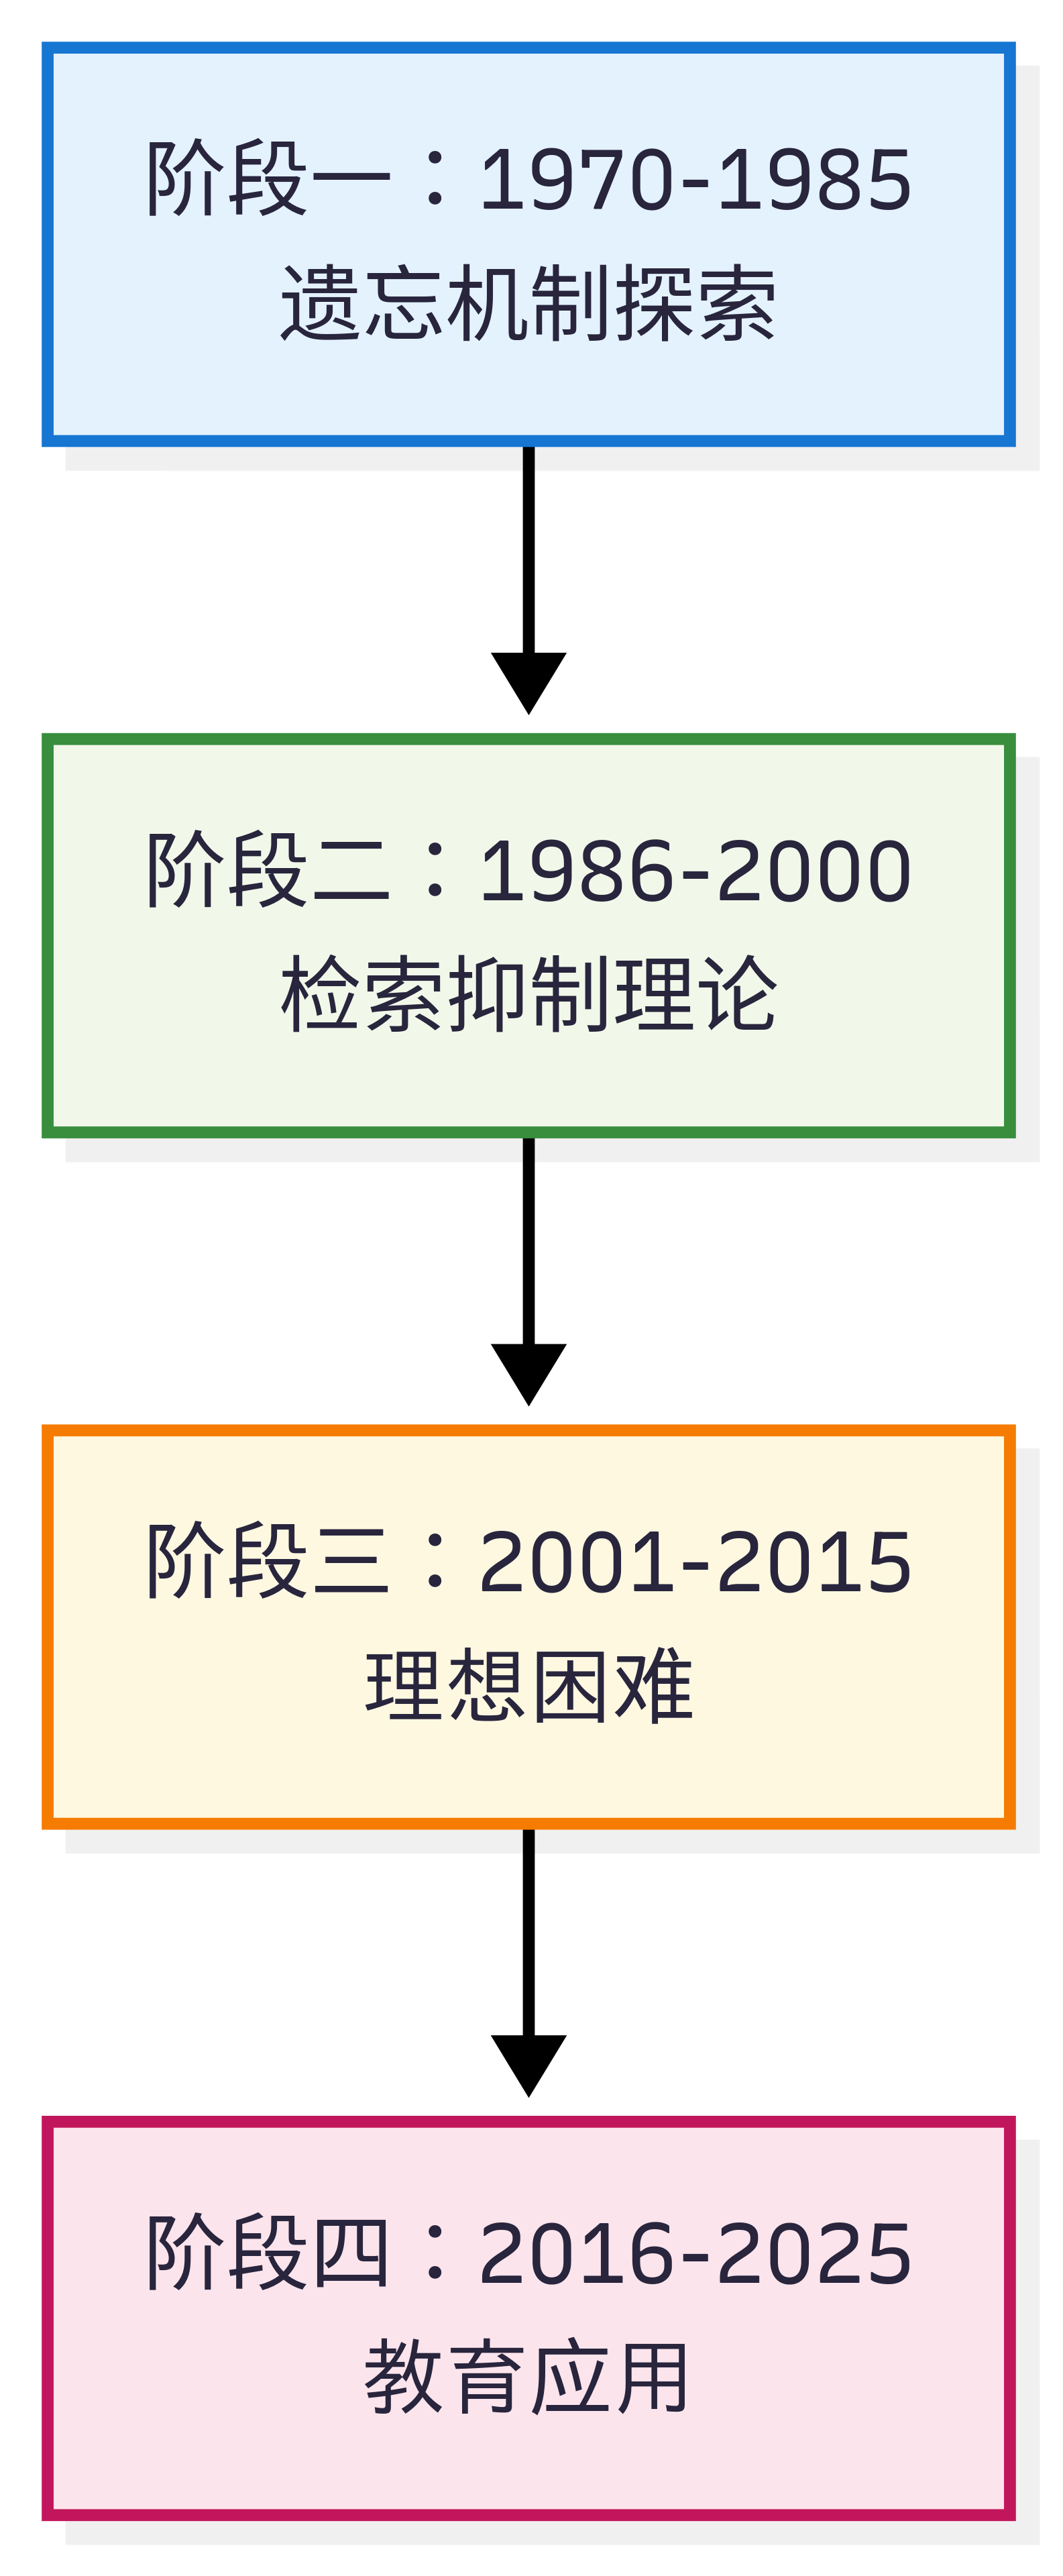 阶段一：1970-1985
遗忘机制探索
阶段二：1986-2000
检索抑制理论
阶段三：2001-2015
理想困难
阶段四：2016-2025
教育应用